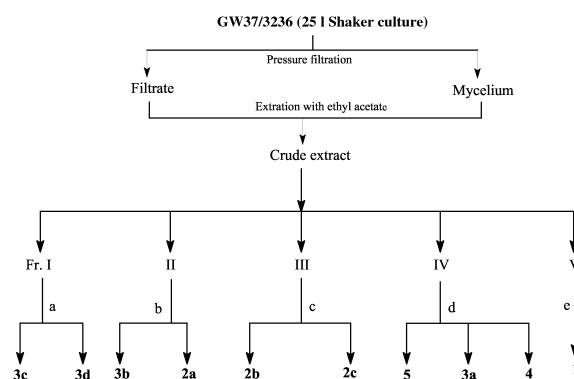 GW37/3236 (25 l Shaker culture)
Pressure filtration
Filtrate Mycelium
Extration with ethyl acetate
Crude extract
Fr. I II III IV
a b c d e
3c 3d 3b 2a 2b 2c 5 3a 4